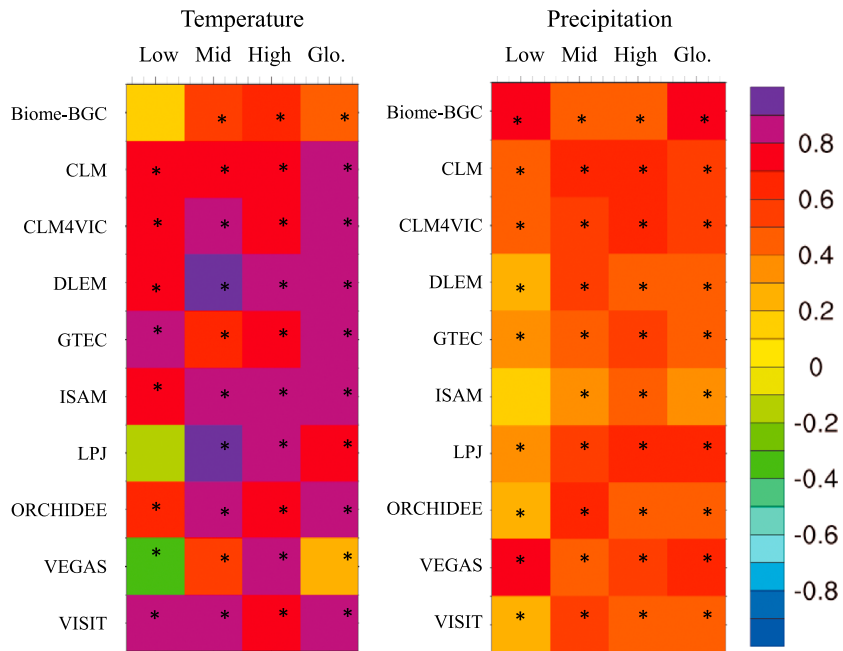 Temperature Precipitation
Low Mid High Glo. Low Mid High Glo.
Biome-BGC * * * Biome-BGC * * * *
CLM * * * * CLM * * * * 0.8
CLM4VIC * * * * CLM4VIC * * * * 0.6
DLEM * * * * DLEM * * * * 0.4
GTEC * * * * GTEC * * * * 0.2
ISAM * * * * ISAM * * * 0
LPJ * * * LPJ * * * * -0.2
ORCHIDEE * * * * ORCHIDEE * * * * -0.4
VEGAS * * * * VEGAS * * * * -0.6
VISIT * * * * VISIT * * * * -0.8